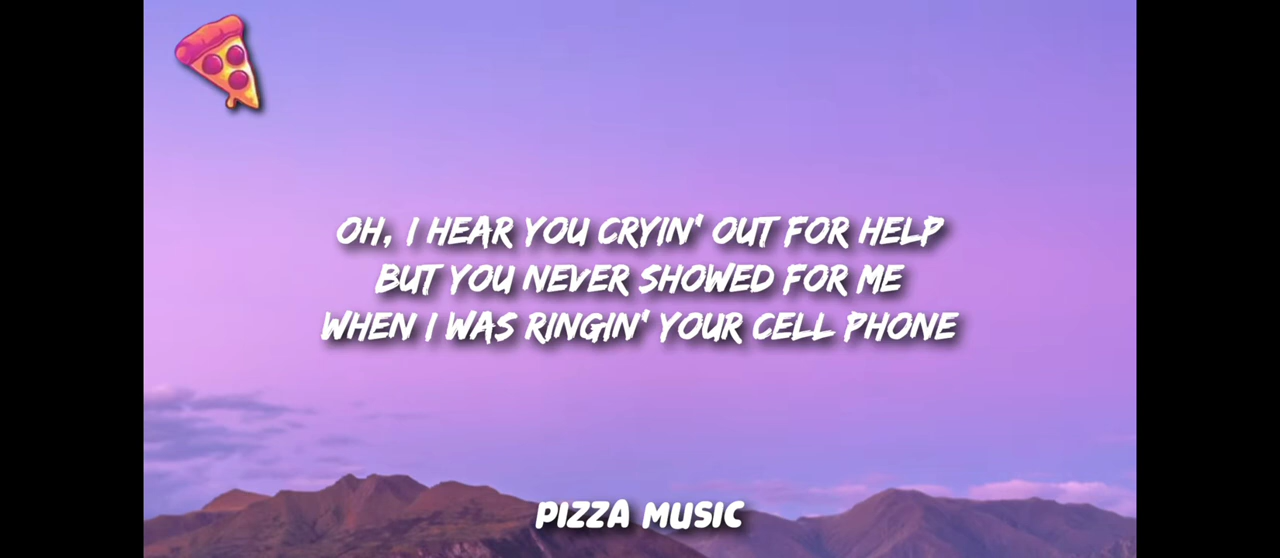 OH, I HEAR YOU CRYIN' OUT FOR HELP
BUT YOU NEVER SHOWED FOR ME
WHEN I WAS RINGIN' YOUR CELL PHONE
PIZZA MUSIC